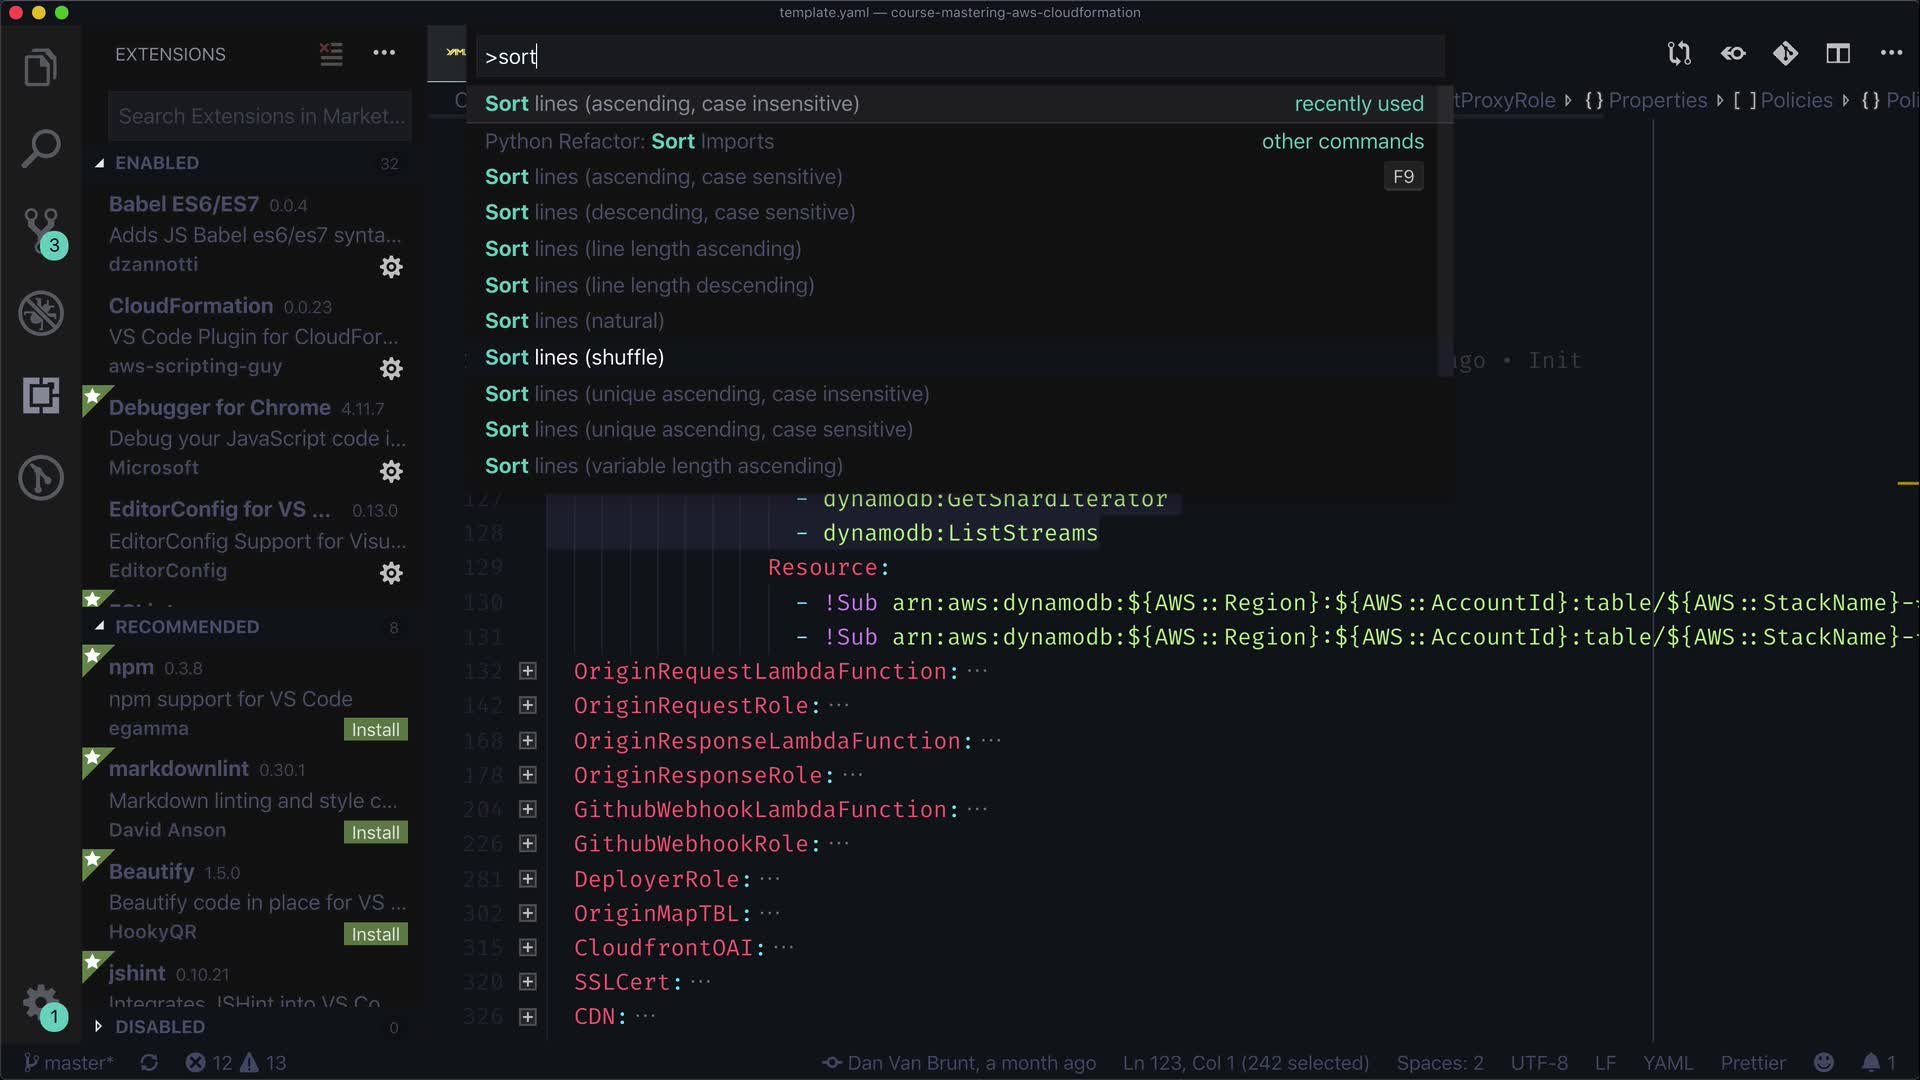 template.yaml — course-mastering-aws-cloudformation
EXTENSIONS
Search Extensions in Market...
ENABLED 32
Babel ES6/ES7 0.0.4
Adds JS Babel es6/es7 synta...
dzannotti
CloudFormation 0.0.23
VS Code Plugin for CloudFor...
aws-scripting-guy
Debugger for Chrome 4.11.7
Debug your JavaScript code i...
Microsoft
EditorConfig for VS ... 0.13.0
EditorConfig Support for Visu...
EditorConfig
RECOMMENDED 8
npm 0.3.8
npm support for VS Code
egamma Install
markdownlint 0.30.1
Markdown linting and style c...
David Anson Install
Beautify 1.5.0
Beautify code in place for VS ...
HookyQR Install
jshint 0.10.21
Integrates JSHint into VS Co
DISABLED 0
3
1
YAML
>sort
Sort lines (ascending, case insensitive) recently used
Python Refactor: Sort Imports other commands
Sort lines (ascending, case sensitive) F9
Sort lines (descending, case sensitive)
Sort lines (line length ascending)
Sort lines (line length descending)
Sort lines (natural)
Sort lines (shuffle)
Sort lines (unique ascending, case insensitive)
Sort lines (unique ascending, case sensitive)
Sort lines (variable length ascending)
tProxyRole {} Properties [ ] Policies {} Poli
ago • Init
127 - dynamodb:GetShardIterator
128 - dynamodb:ListStreams
129 Resource:
130 - !Sub arn:aws:dynamodb:${AWS::Region}:${AWS::AccountId}:table/${AWS::StackName}-
131 - !Sub arn:aws:dynamodb:${AWS::Region}:${AWS::AccountId}:table/${AWS::StackName}-
132 OriginRequestLambdaFunction: ...
142 OriginRequestRole: ...
168 OriginResponseLambdaFunction: ...
178 OriginResponseRole: ...
204 GithubWebhookLambdaFunction: ...
226 GithubWebhookRole: ...
281 DeployerRole: ...
302 OriginMapTBL: ...
315 CloudfrontOAI: ...
320 SSLCert: ...
326 CDN: ...
master* 12 13 Dan Van Brunt, a month ago Ln 123, Col 1 (242 selected) Spaces: 2 UTF-8 LF YAML Prettier 1